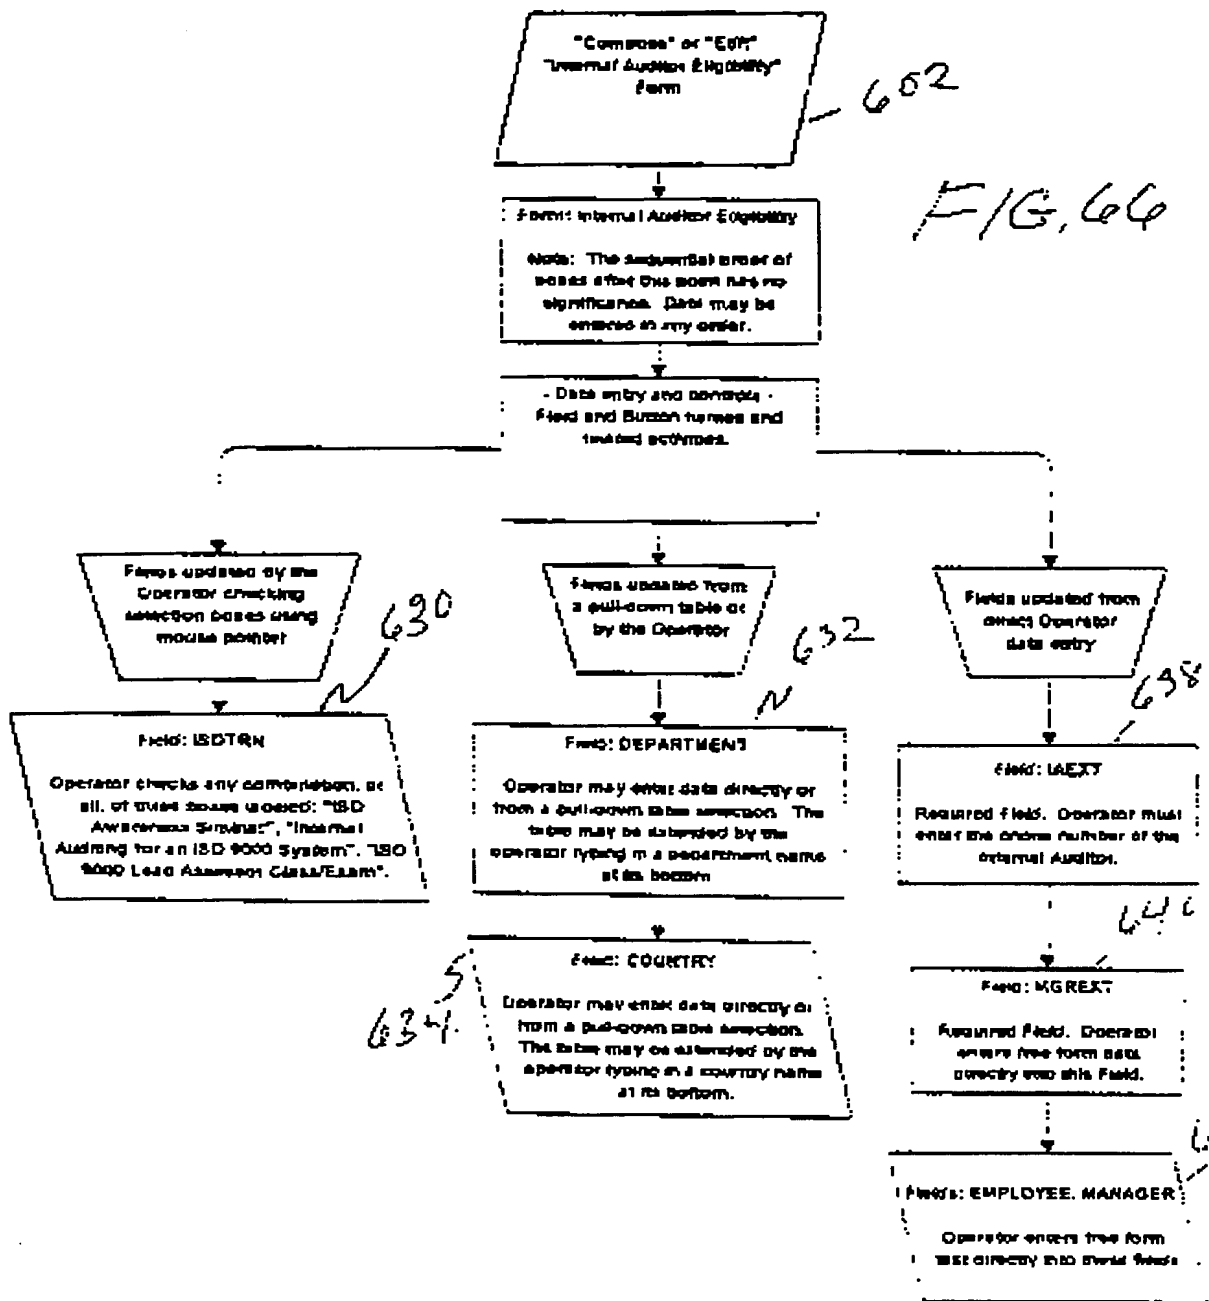 "Compose" or "Edit"
"Internal Auditor Eligibility"
Form
602
FIG. 66
Form: Internal Auditor Eligibility
Note: The sequential order of
boxes after this point has no
significance. Data may be
entered in any order.
- Data entry and controls -
Field and Button names and
related activities.
Fields updated by the
Operator checking
selection boxes using
mouse pointer
630
Field: ISOTRN
Operator checks any combination, or
all, of three boxes labeled: "ISO
Awareness Seminar", "Internal
Auditing for an ISO 9000 System", "ISO
9000 Lead Assessor Class/Exam".
Fields updated from
a pull-down table or
by the Operator
632
Field: DEPARTMENT
Operator may enter data directly or
from a pull-down table selection. The
table may be extended by the
operator typing in a department name
at its bottom
634
Field: COUNTRY
Operator may enter data directly or
from a pull-down table selection.
The table may be extended by the
operator typing in a country name
at its bottom.
Fields updated from
direct Operator
data entry
638
Field: IAEXT
Required Field. Operator must
enter the phone number of the
Internal Auditor.
Field: MGREXT
Required Field. Operator
enters free form data
directly into this Field.
Fields: EMPLOYEE, MANAGER
Operator enters free form
text directly into these fields